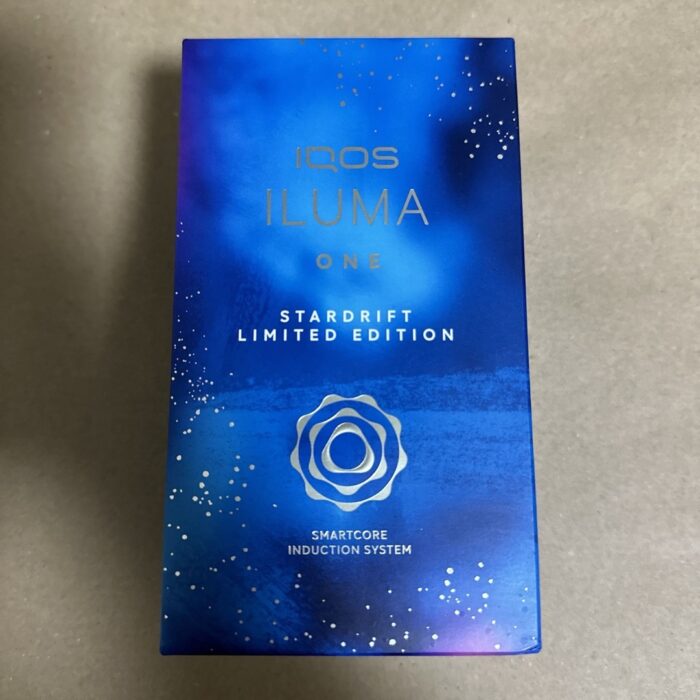 IQOS
ILUMA
ONE
STARDRIFT
LIMITED EDITION
SMARTCORE
INDUCTION SYSTEM